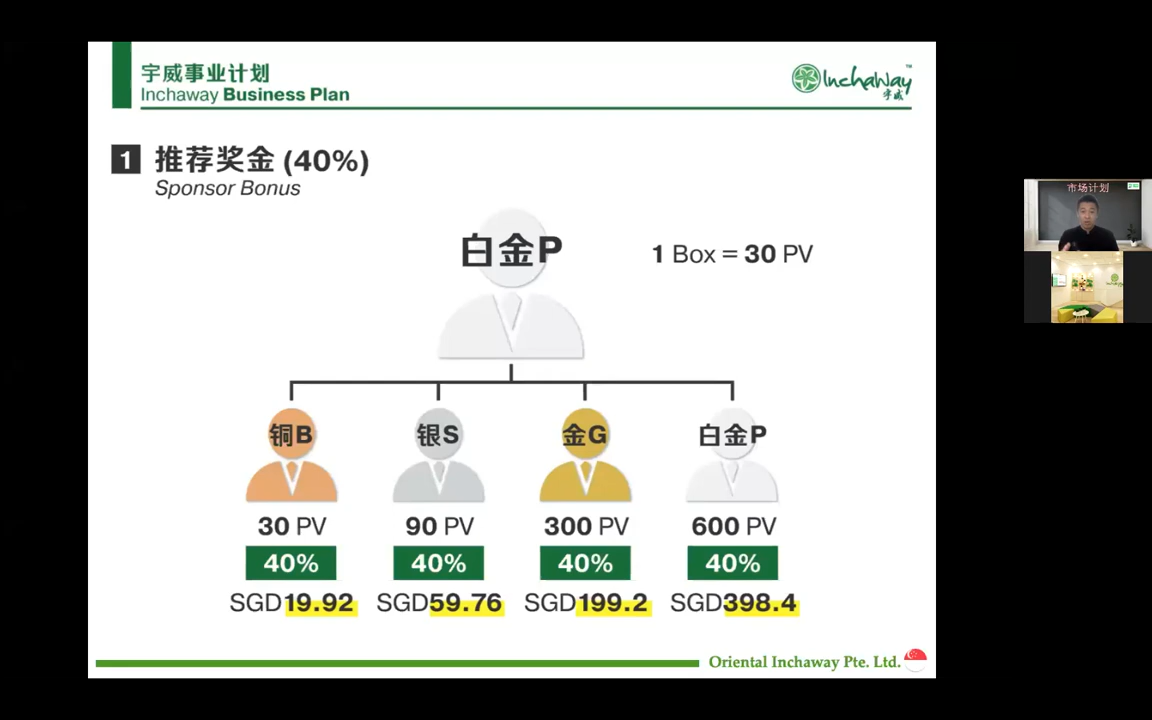 宇威事业计划
Inchaway Business Plan
Inchaway™
宇威
1 推荐奖金 (40%)
Sponsor Bonus
白金P
1 Box = 30 PV
铜B 银S 金G 白金P
30 PV 90 PV 300 PV 600 PV
40% 40% 40% 40%
SGD19.92 SGD59.76 SGD199.2 SGD398.4
Oriental Inchaway Pte. Ltd.
市场计划